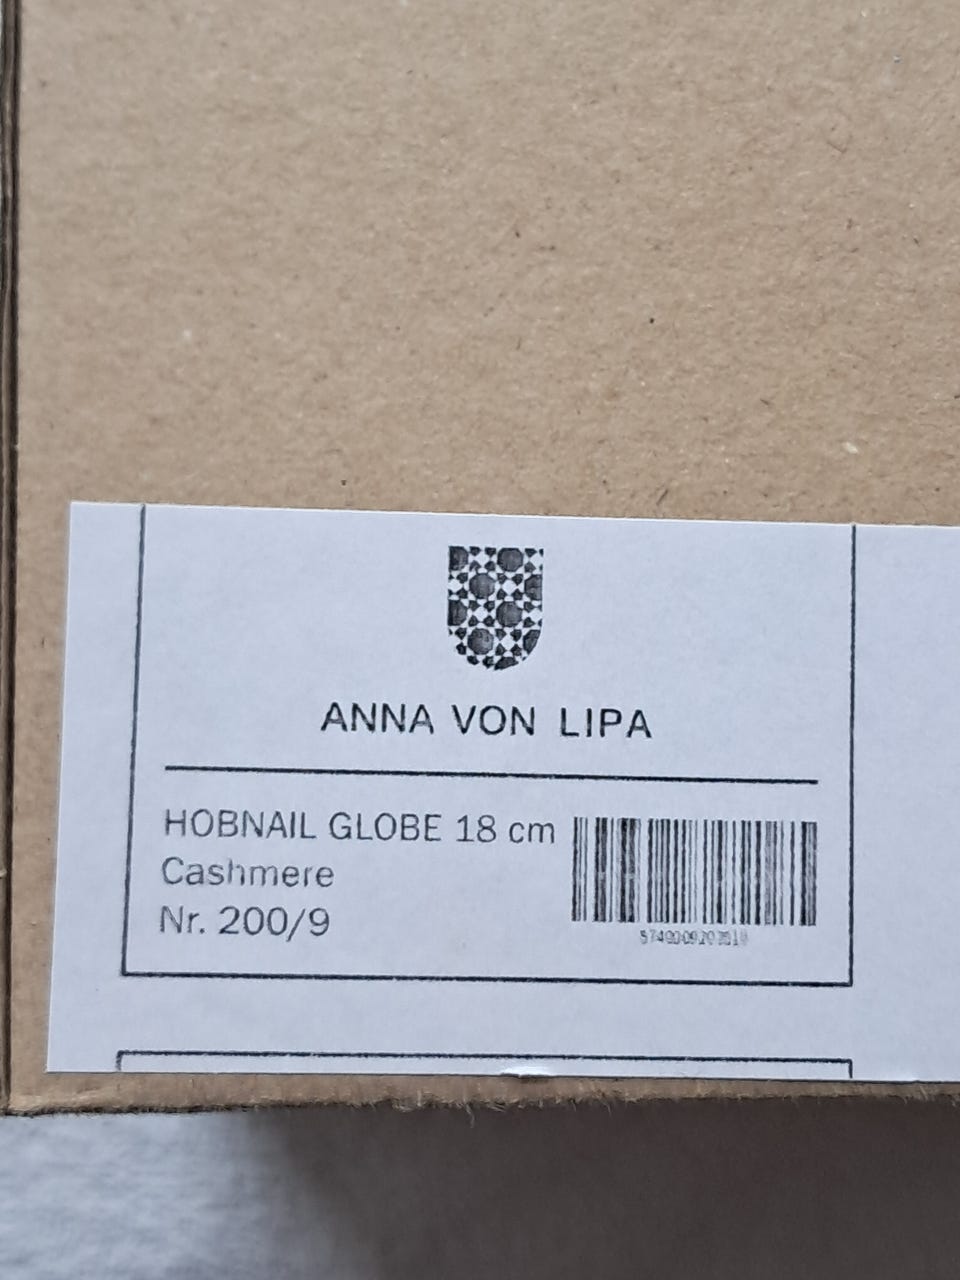 ANNA VON LIPA
HOBNAIL GLOBE 18 cm
Cashmere
Nr. 200/9